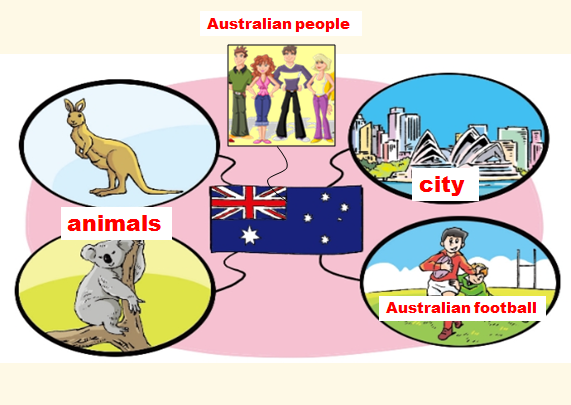 Australian people
city
animals
Australian football